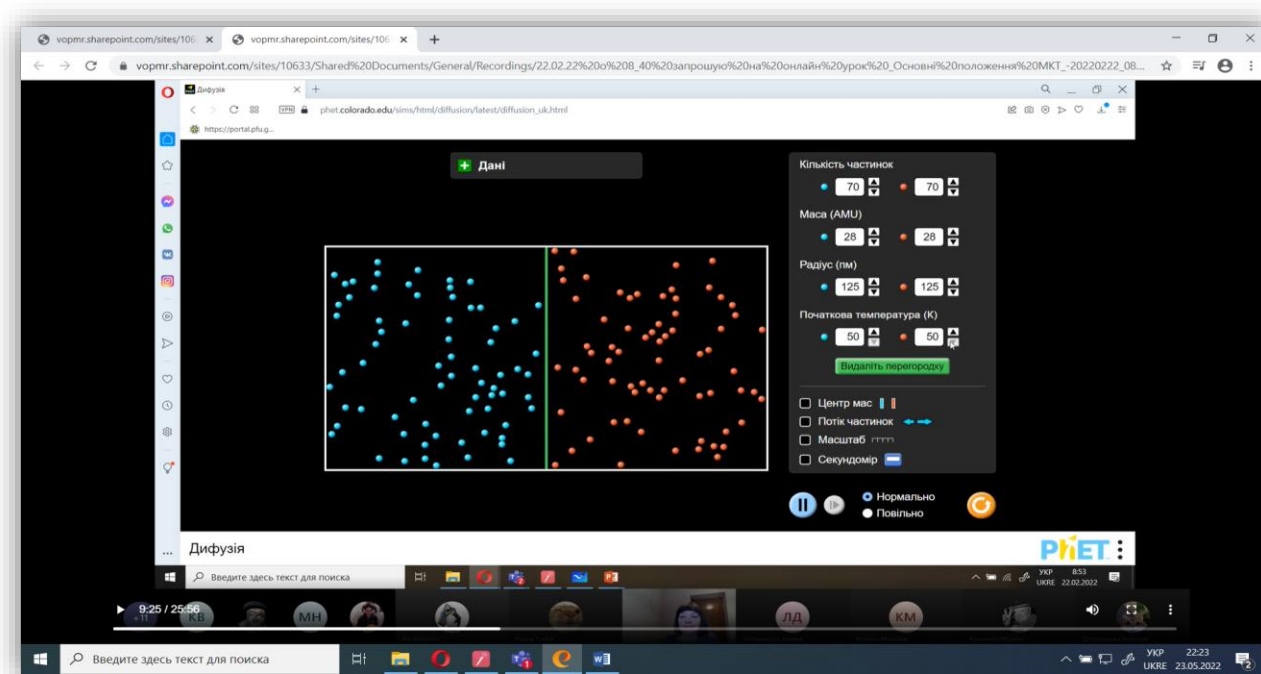 vopmr.sharepoint.com/sites/106
vopmr.sharepoint.com/sites/106
vopmr.sharepoint.com/sites/10633/Shared%20Documents/General/Recordings/22.02.22%20о%208_40%20запрошую%20на%20онлайн%20урок%20_Основні%20положення%20МКТ_-20220222_08...
Дифузія
VPN
phet.colorado.edu/sims/html/diffusion/latest/diffusion_uk.html
https://portal.pfu.g...
Дані
Кількість частинок
70 70
Маса (AMU)
28 28
Радіус (пм)
125 125
Початкова температура (K)
50 50
Видаліть перегородку
Центр мас
Потік частинок
Масштаб
Секундомір
Нормально
Повільно
Дифузія
PhET
Введите здесь текст для поиска
УКР 8:53
UKRE 22.02.2022
9:25 / 25:56
+11
КВ
МН
ЛД
КМ
Введите здесь текст для поиска
УКР 22:23
UKRE 23.05.2022
2